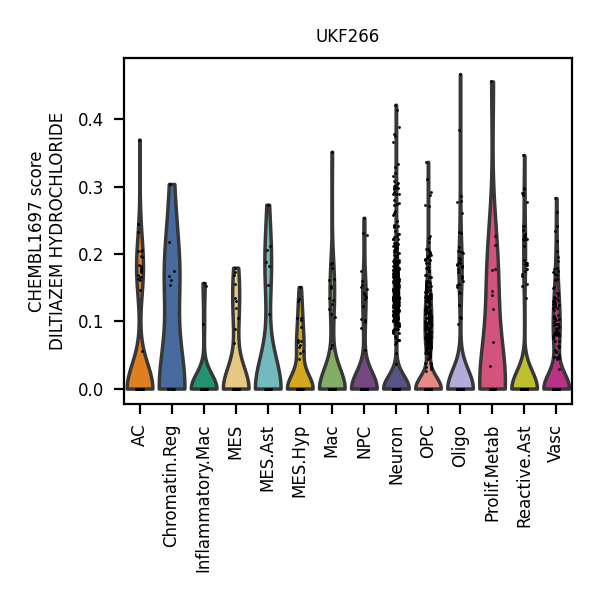 UKF266
CHEMBL1697 score
DILTIAZEM HYDROCHLORIDE
0.4
0.3
0.2
0.1
0.0
AC
Chromatin.Reg
Inflammatory.Mac
MES
MES.Ast
MES.Hyp
Mac
NPC
Neuron
OPC
Oligo
Prolif.Metab
Reactive.Ast
Vasc